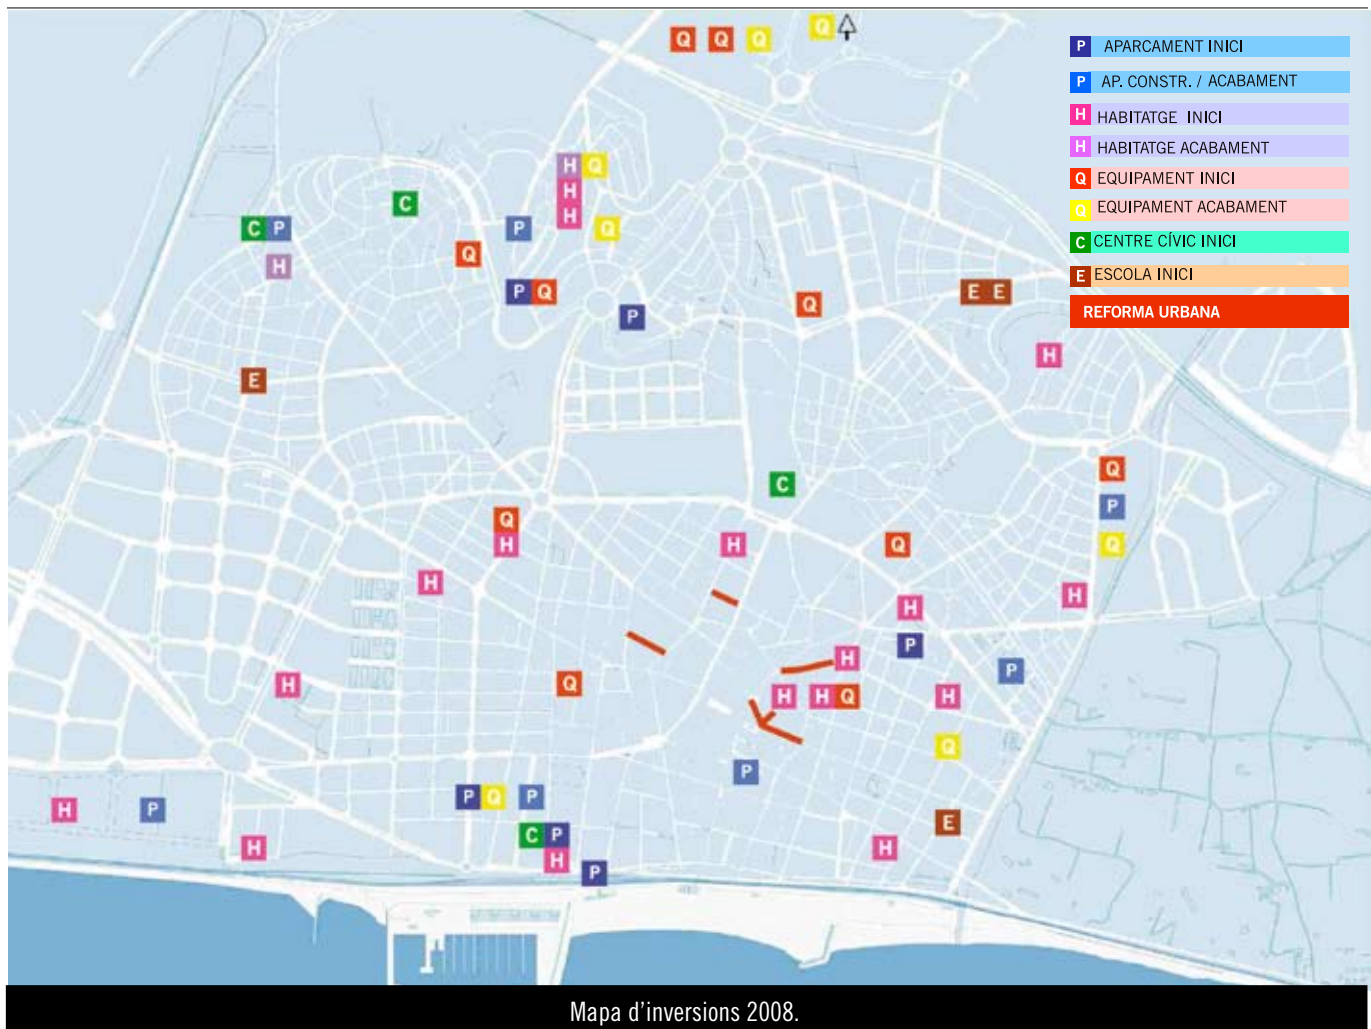 Q Q Q Q
P APARCAMENT INICI
P AP. CONSTR. / ACABAMENT
H HABITATGE INICI
H HABITATGE ACABAMENT
Q EQUIPAMENT INICI
Q EQUIPAMENT ACABAMENT
C CENTRE CÍVIC INICI
E ESCOLA INICI
REFORMA URBANA
H Q
H
C
H
C P
P
Q
Q
H
P Q
E E
Q
P
H
E
Q
C
P
Q
H
H
Q
Q
H
H
H
P
H
P
H
Q
H
H Q
H
Q
P
P Q
P
H
P
E
C P
H
H
H
P
Mapa d'inversions 2008.